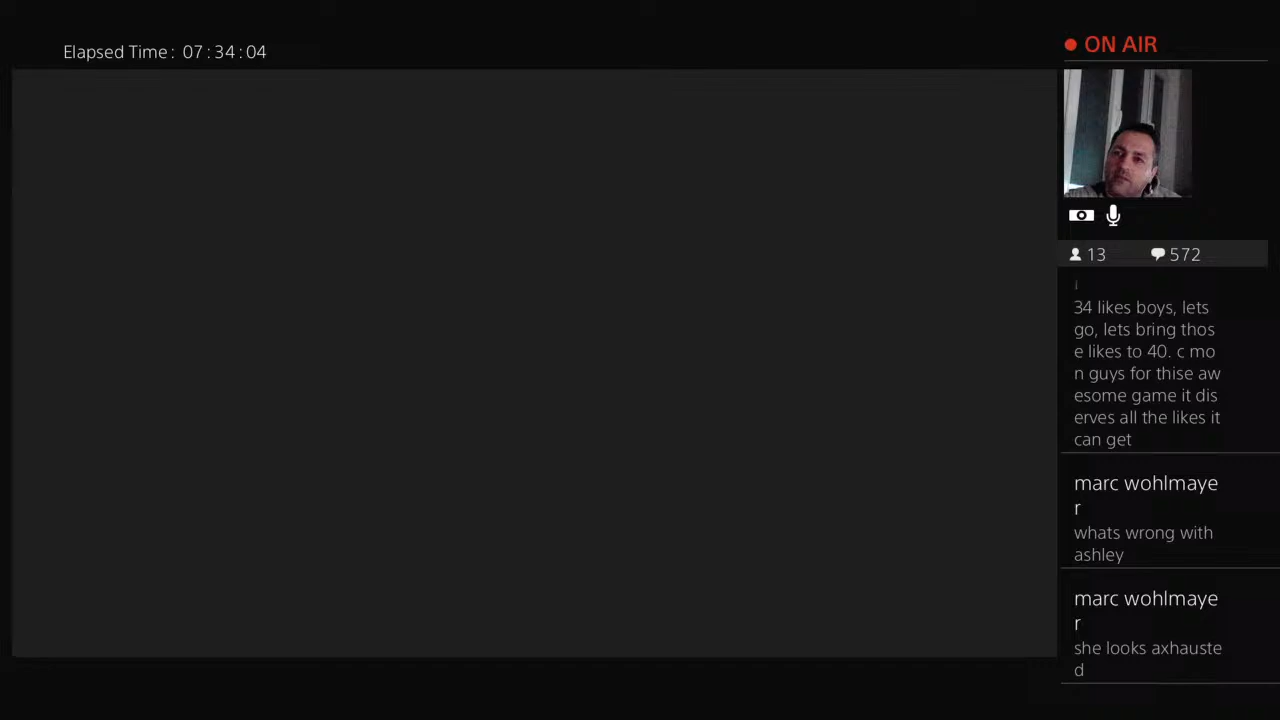 Elapsed Time: 07:34:04
ON AIR
13 572
34 likes boys, lets
go, lets bring thos
e likes to 40. c mo
n guys for thise aw
esome game it dis
erves all the likes it
can get
marc wohlmaye
r
whats wrong with
ashley
marc wohlmaye
r
she looks axhauste
d